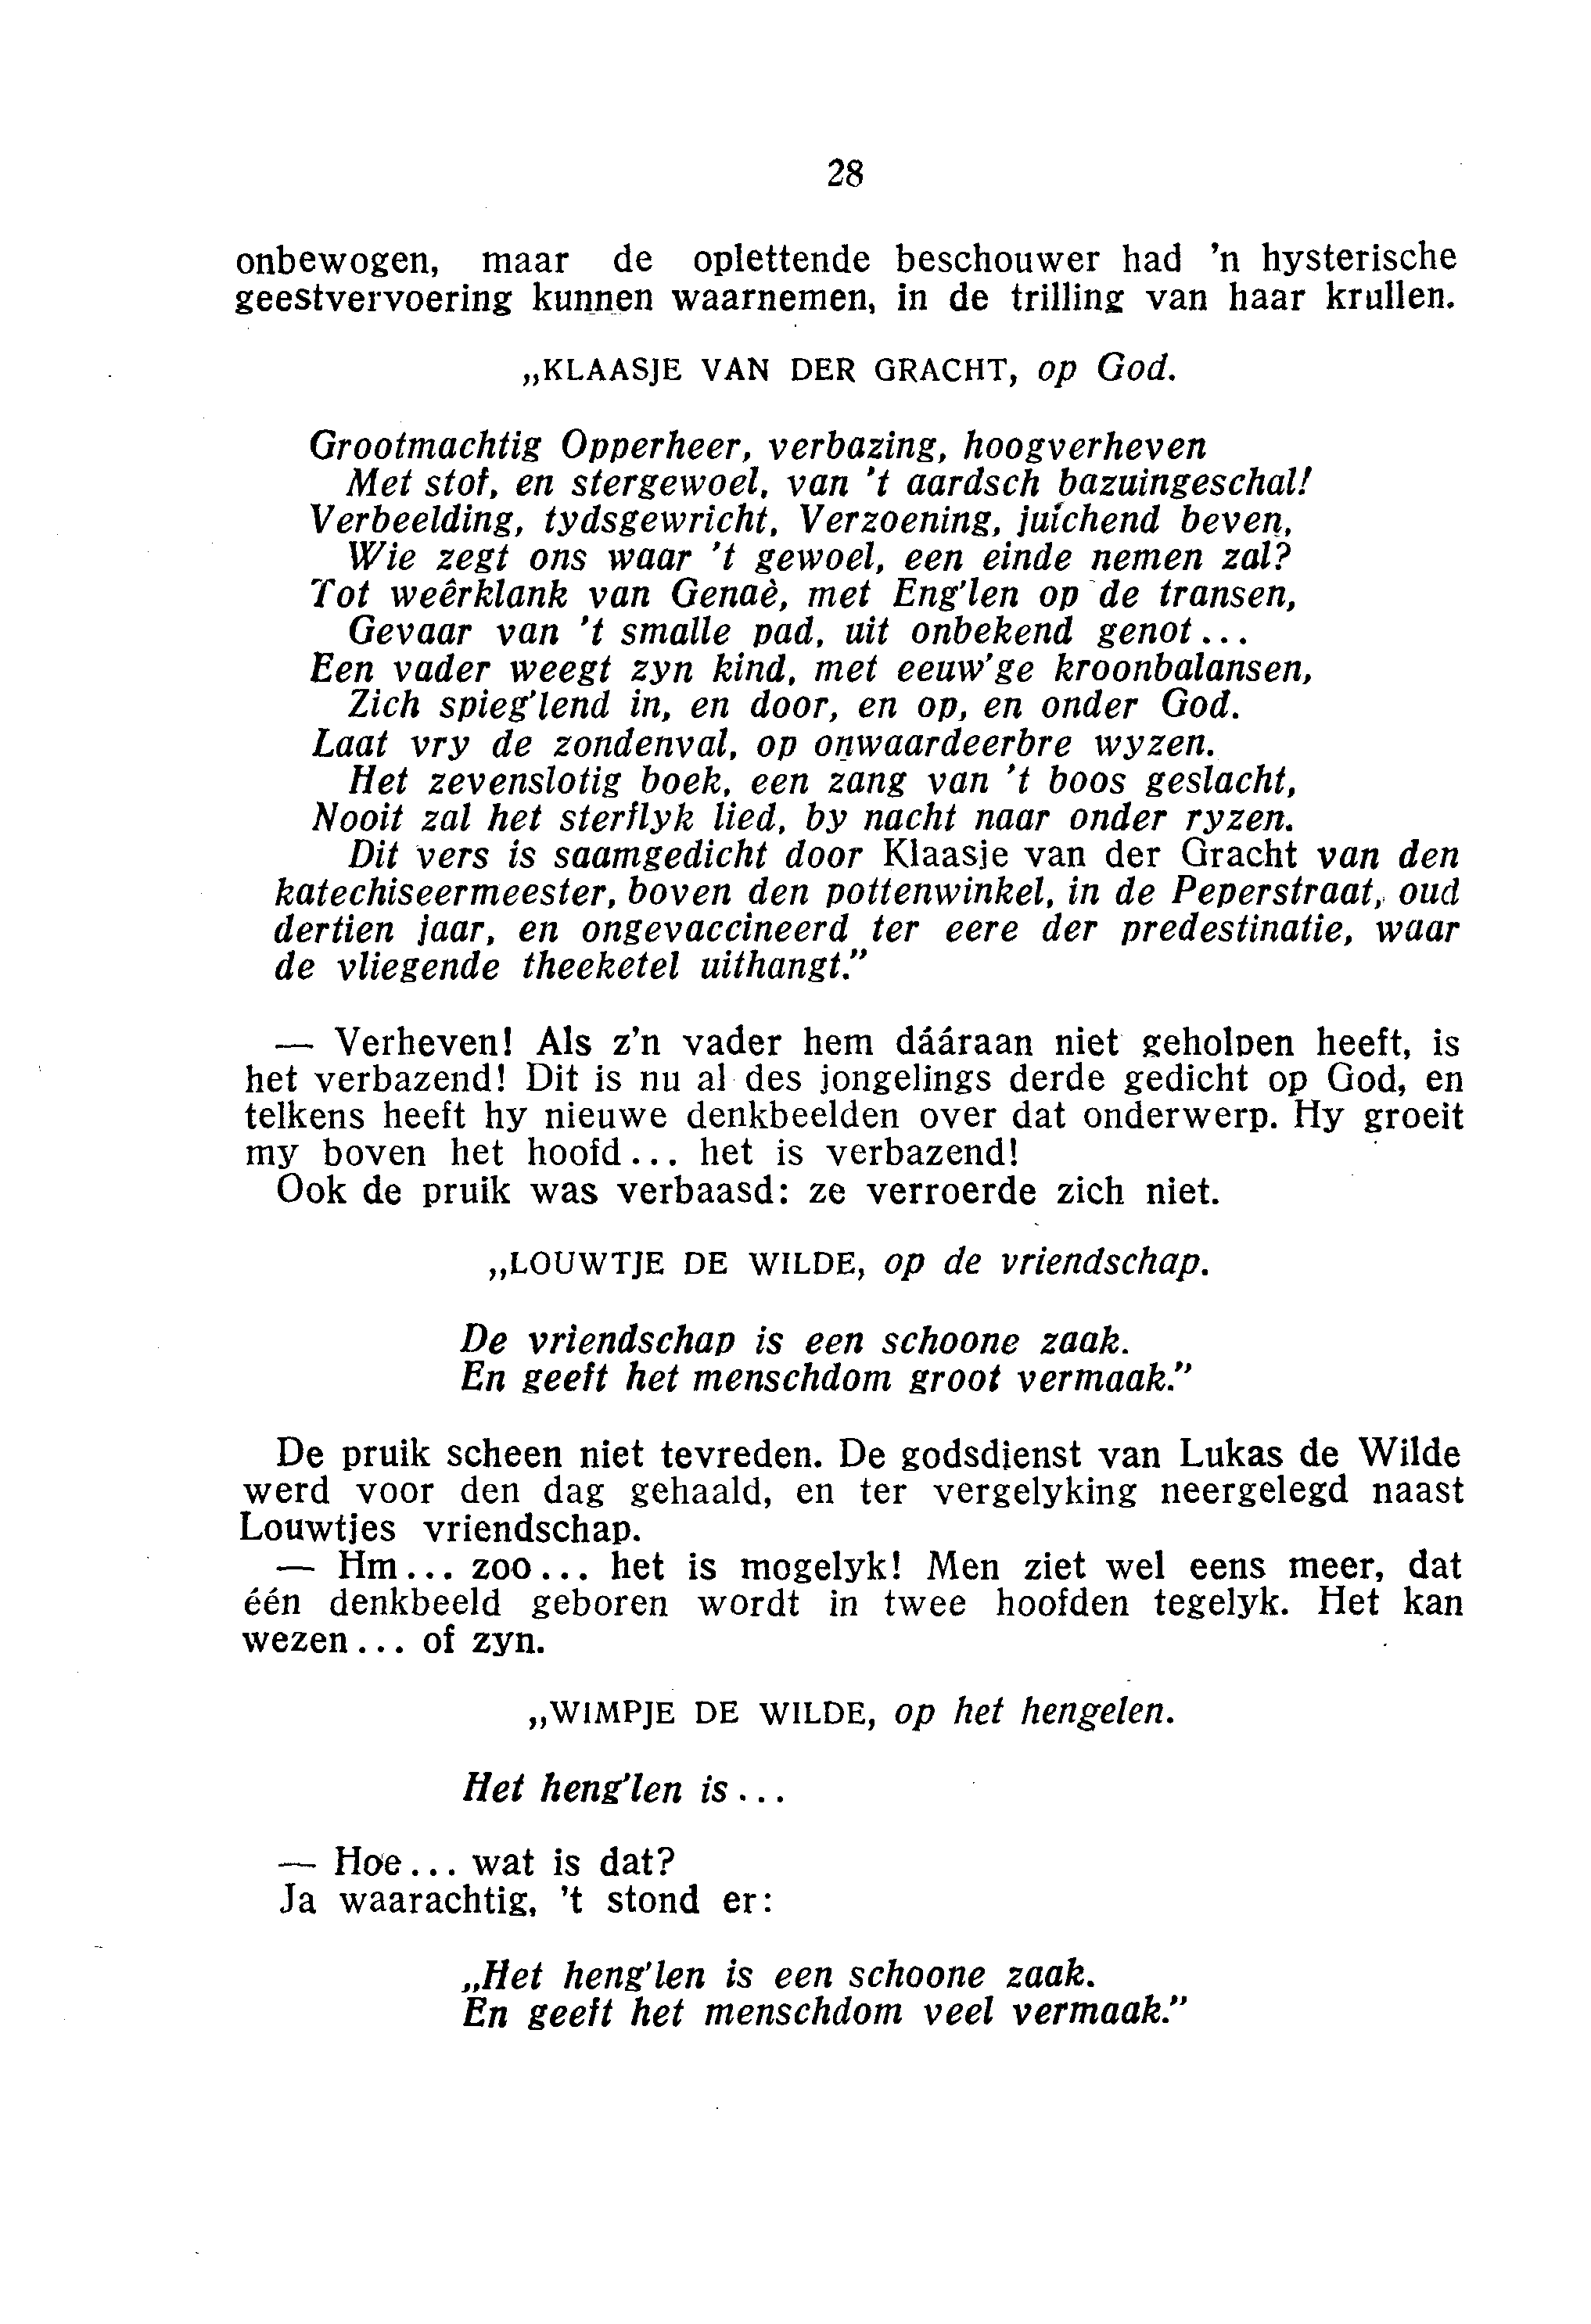 28
onbewogen, maar de oplettende beschouwer had 'n hysterische
geestvervoering kunnen waarnemen, in de trilling van haar krullen.
„KLAASJE VAN DER GRACHT, op God.
Grootmachtig Opperheer, verbazing, hoogverheven
Met stof, en stergewoel, van 't aardsch bazuingeschal!
Verbeelding, tydsgewricht, Verzoening, juichend beven,
Wie zegt ons waar 't gewoel, een einde nemen zal?
Tot weêrklank van Genaè, met Eng'len op de transen,
Gevaar van 't smalle pad, uit onbekend genot...
Een vader weegt zyn kind, met eeuw'ge kroonbalansen,
Zich spieg'lend in, en door, en op, en onder God.
Laat vry de zondenval, op onwaardeerbre wyzen.
Het zevenslotig boek, een zang van 't boos geslacht,
Nooit zal het sterflyk lied, by nacht naar onder ryzen.
Dit vers is saamgedicht door Klaasje van der Gracht van den
katechiseermeester, boven den pottenwinkel, in de Peperstraat, oud
dertien jaar, en ongevaccineerd ter eere der predestinatie, waar
de vliegende theeketel uithangt."
— Verheven! Als z'n vader hem dááraan niet geholpen heeft, is
het verbazend! Dit is nu al des jongelings derde gedicht op God, en
telkens heeft hy nieuwe denkbeelden over dat onderwerp. Hy groeit
my boven het hoofd... het is verbazend!
Ook de pruik was verbaasd: ze verroerde zich niet.
„LOUWTJE DE WILDE, op de vriendschap.
De vriendschap is een schoone zaak.
En geeft het menschdom groot vermaak."
De pruik scheen niet tevreden. De godsdienst van Lukas de Wilde
werd voor den dag gehaald, en ter vergelyking neergelegd naast
Louwtjes vriendschap.
— Hm... zoo... het is mogelyk! Men ziet wel eens meer, dat
één denkbeeld geboren wordt in twee hoofden tegelyk. Het kan
wezen... of zyn.
„WIMPJE DE WILDE, op het hengelen.
Het heng'len is...
— Hoe... wat is dat?
Ja waarachtig, 't stond er:
„Het heng'len is een schoone zaak.
En geeft het menschdom veel vermaak."